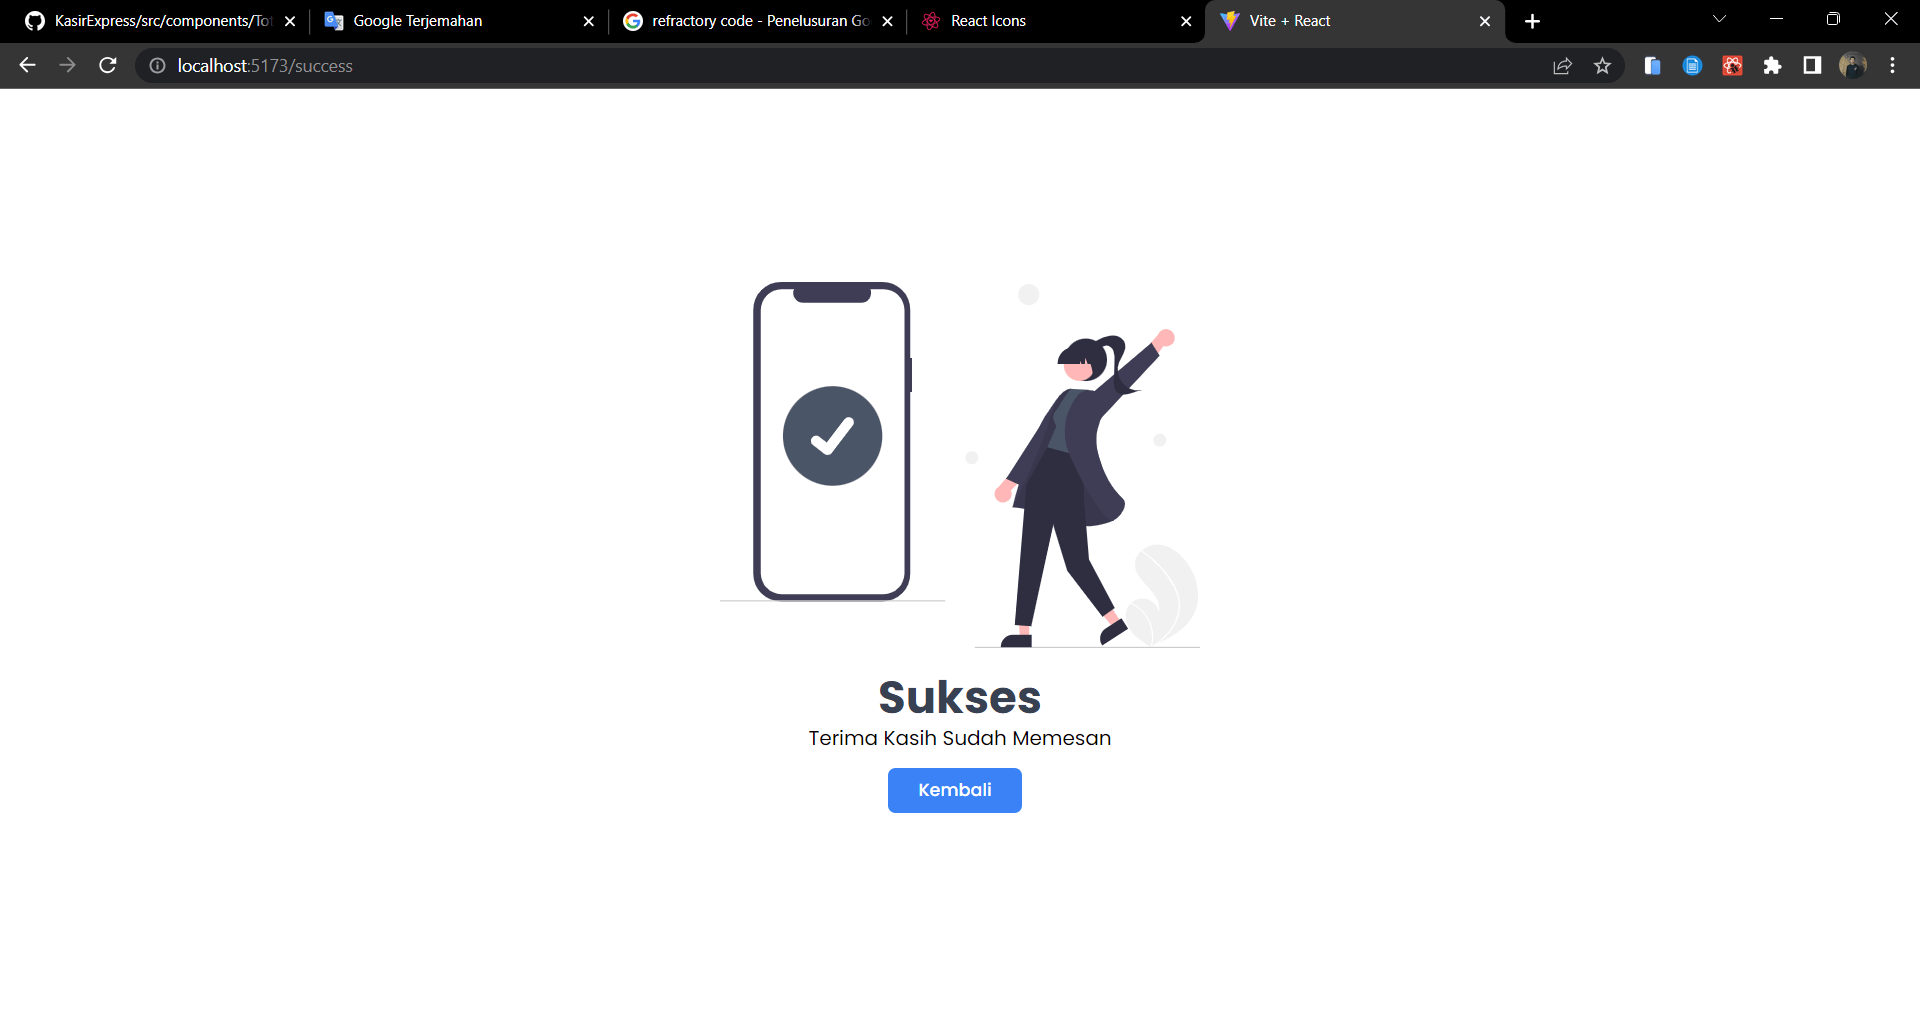 KasirExpress/src/components/Tot
Google Terjemahan
refractory code - Penelusuran Go
React Icons
Vite + React
localhost:5173/success
Sukses
Terima Kasih Sudah Memesan
Kembali